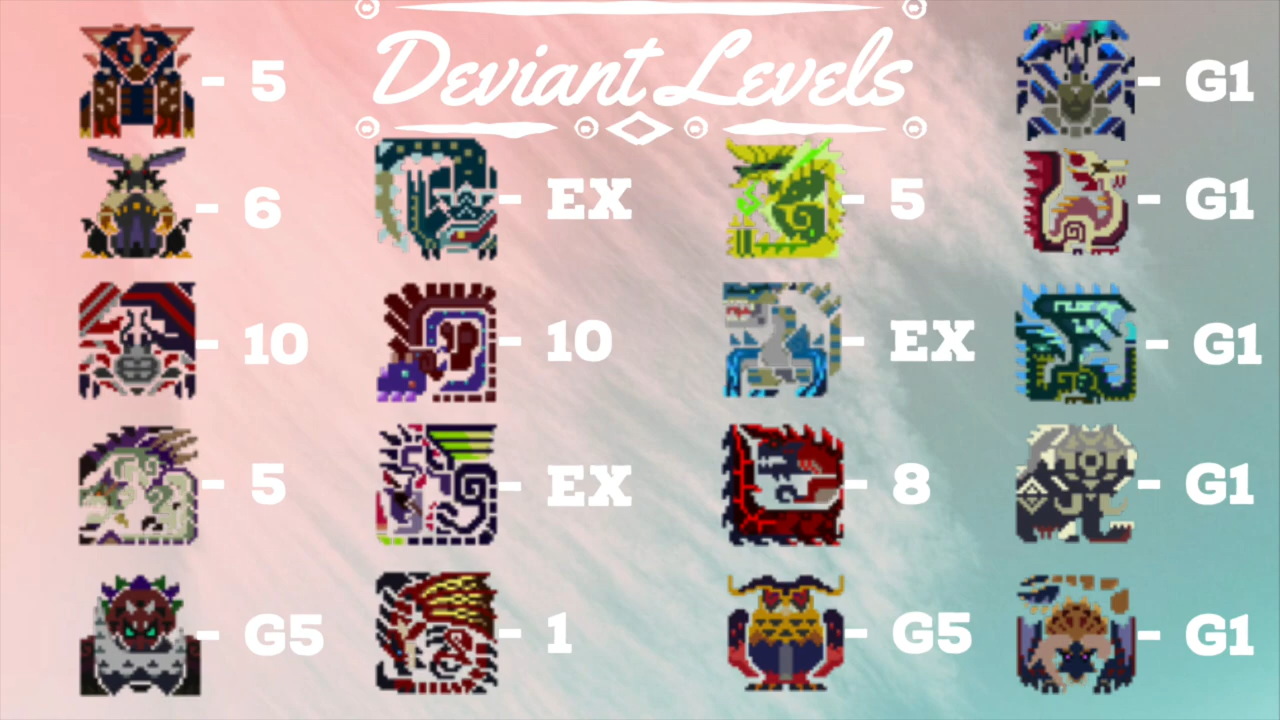 Deviant Levels
- 5
- 6
- 10
- 5
- G5
- EX
- 10
- EX
- 1
- 5
- EX
- 8
- G5
- G1
- G1
- G1
- G1
- G1